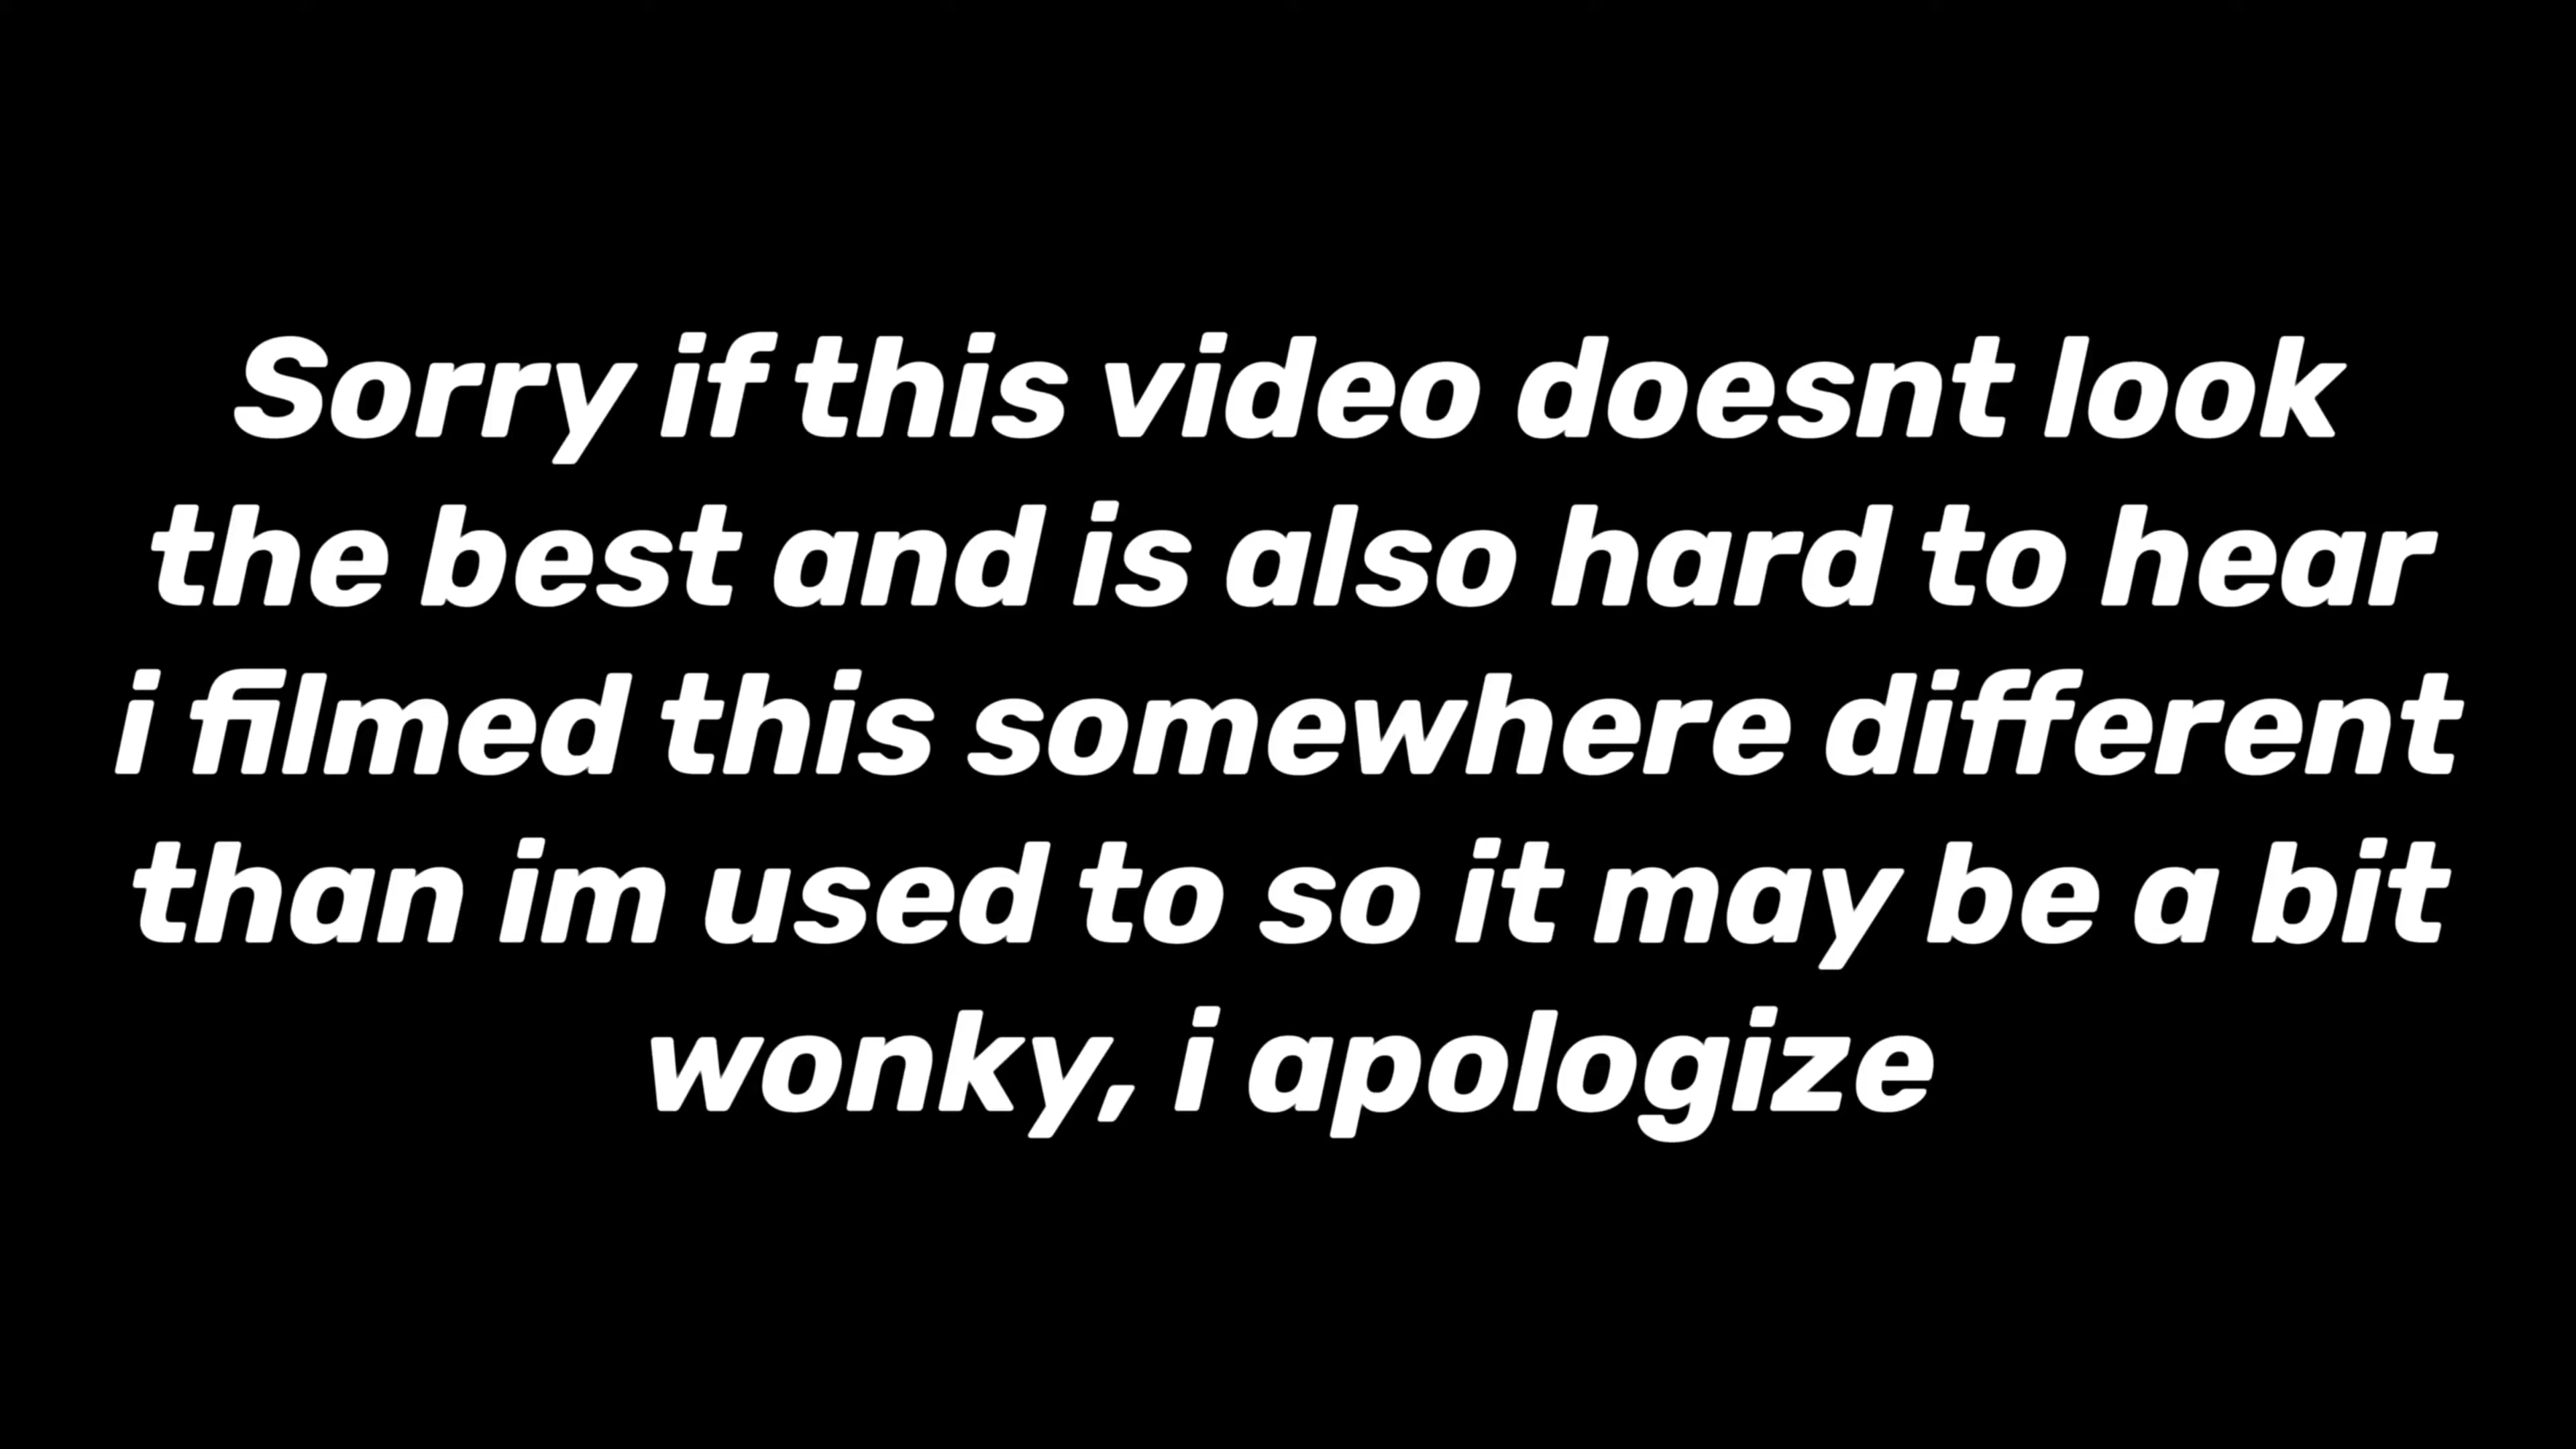 Sorry if this video doesnt look
the best and is also hard to hear
i filmed this somewhere different
than im used to so it may be a bit
wonky, i apologize